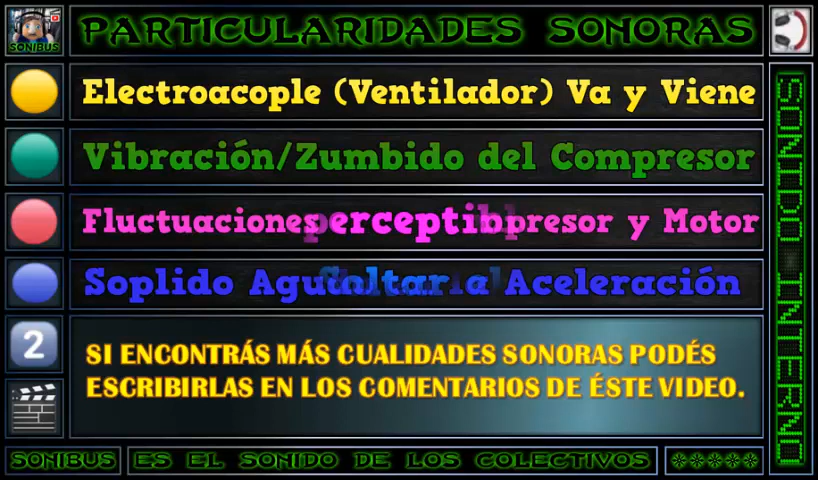 SONIBUS
PARTICULARIDADES SONORAS
Electroacople (Ventilador) Va y Viene
Vibración/Zumbido del Compresor
Fluctuaciones presor y Motor
Soplido a Aceleración
2
SI ENCONTRÁS MÁS CUALIDADES SONORAS PODÉS
ESCRIBIRLAS EN LOS COMENTARIOS DE ÉSTE VIDEO.
SONIDO INTERNO
SONIBUS
ES EL SONIDO DE LOS COLECTIVOS
*****